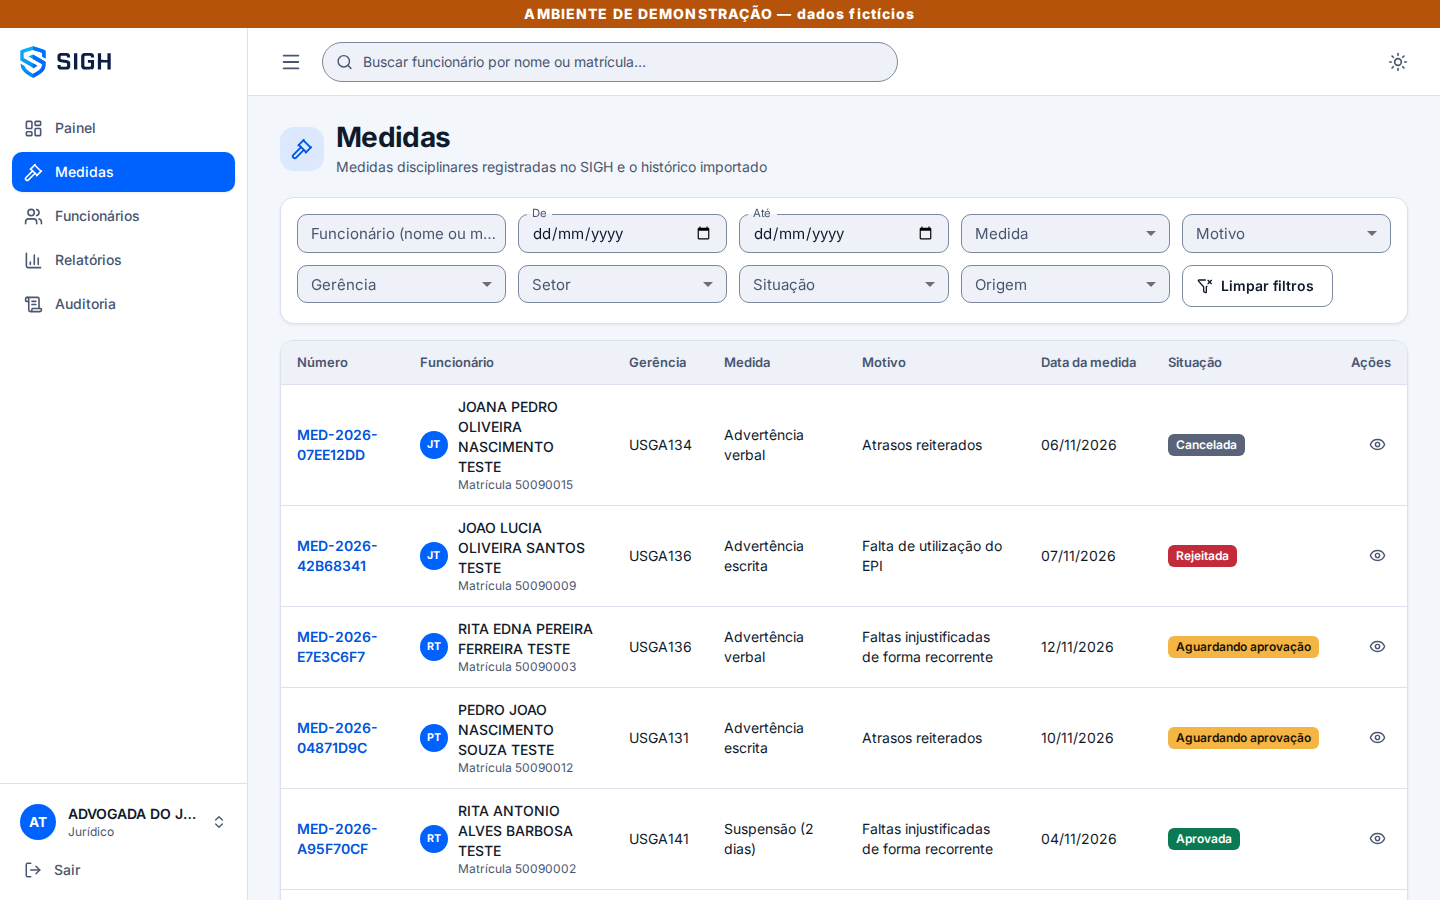 AMBIENTE DE DEMONSTRAÇÃO — dados fictícios
SIGH
Buscar funcionário por nome ou matrícula...
Painel
Medidas
Funcionários
Relatórios
Auditoria
Medidas
Medidas disciplinares registradas no SIGH e o histórico importado
De
Até
Funcionário (nome ou m...
dd/mm/yyyy
dd/mm/yyyy
Medida
Motivo
Gerência
Setor
Situação
Origem
Limpar filtros
Número
Funcionário
Gerência
Medida
Motivo
Data da medida
Situação
Ações
MED-2026-
07EE12DD
JT
JOANA PEDRO
OLIVEIRA
NASCIMENTO
TESTE
Matrícula 50090015
USGA134
Advertência
verbal
Atrasos reiterados
06/11/2026
Cancelada
MED-2026-
42B68341
JT
JOAO LUCIA
OLIVEIRA SANTOS
TESTE
Matrícula 50090009
USGA136
Advertência
escrita
Falta de utilização do
EPI
07/11/2026
Rejeitada
MED-2026-
E7E3C6F7
RT
RITA EDNA PEREIRA
FERREIRA TESTE
Matrícula 50090003
USGA136
Advertência
verbal
Faltas injustificadas
de forma recorrente
12/11/2026
Aguardando aprovação
MED-2026-
04871D9C
PT
PEDRO JOAO
NASCIMENTO
SOUZA TESTE
Matrícula 50090012
USGA131
Advertência
escrita
Atrasos reiterados
10/11/2026
Aguardando aprovação
MED-2026-
A95F70CF
RT
RITA ANTONIO
ALVES BARBOSA
TESTE
Matrícula 50090002
USGA141
Suspensão (2
dias)
Faltas injustificadas
de forma recorrente
04/11/2026
Aprovada
AT
ADVOGADA DO J...
Jurídico
Sair